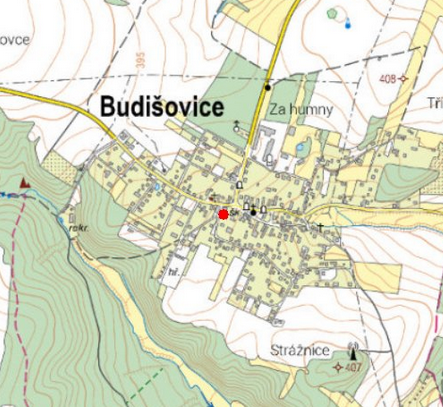 ovce
395
408
Budišovice
Za humny
Tři
rokr.
hř.
Strážnice
407